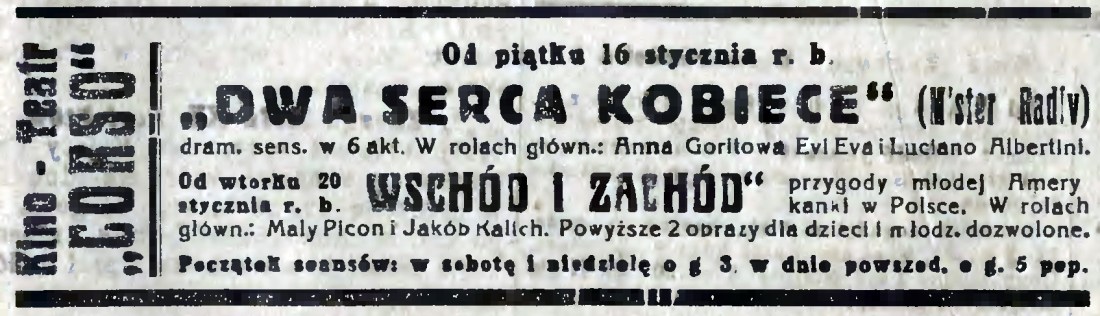 Kino-Teatr
„CORSO"
Od piątku 16 stycznia r. b.
„DWA SERCA KOBIECE" (M'ster Radiv)
dram. sens. w 6 akt. W rolach główn.: Anna Goritowa Evi Eva i Luciano Albertini.
Od wtorku 20 stycznia r. b. WSCHÓD I ZACHÓD" przygody młodej Amery
kanki w Polsce. W rolach
główn.: Maly Picon i Jakób Kalich. Powyższe 2 obrazy dla dzieci i młodz. dozwolone.
Początek seansów: w sobotę i niedzielę o g 3. w dnie powszed. o g. 5 pop.